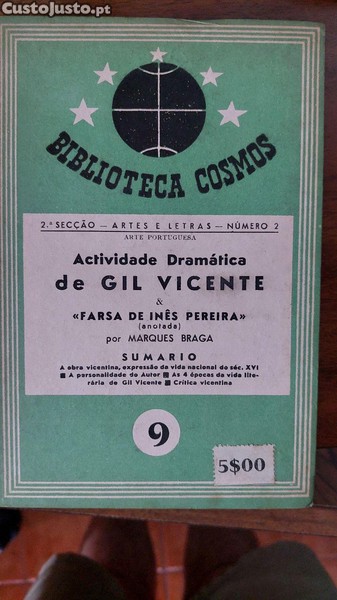 CustoJusto.pt
BIBLIOTECA COSMOS
2.ª SECÇÃO — ARTES E LETRAS — NÚMERO 2
ARTE PORTUGUESA
Actividade Dramática
de GIL VICENTE
&
«FARSA DE INÊS PEREIRA»
(anotada)
por MARQUES BRAGA
SUMARIO
A obra vicentina, expressão da vida nacional do séc. XVI
■ A personalidade do Autor ■ As 4 épocas da vida lite-
rária de Gil Vicente ■ Crítica vicentina
9
5$00